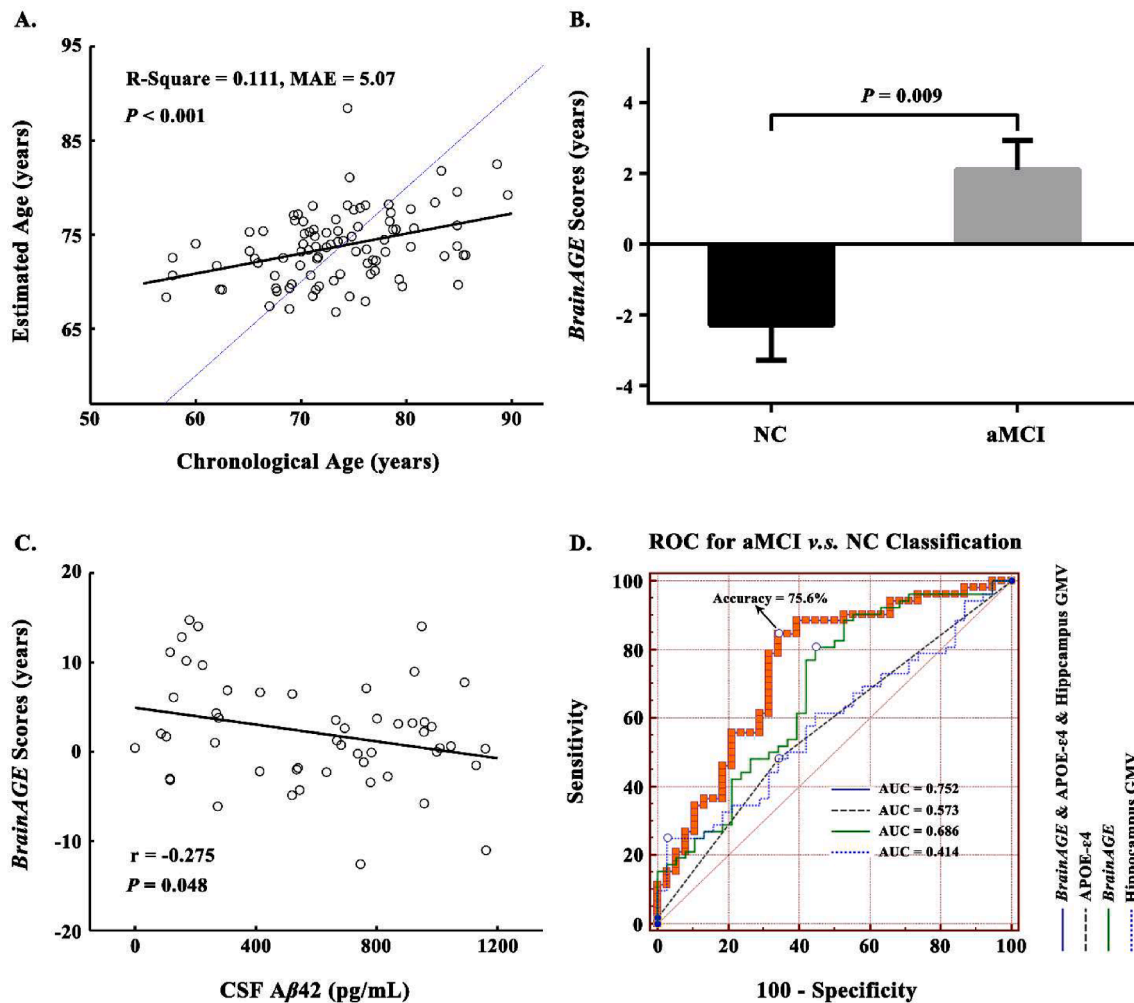 A.
95
85
75
65
R-Square = 0.111, MAE = 5.07
P < 0.001
Estimated Age (years)
50 60 70 80 90
Chronological Age (years)
B.
4
2
0
-2
-4
P = 0.009
BrainAGE Scores (years)
NC aMCI
C.
20
10
0
-10
-20
r = -0.275
P = 0.048
BrainAGE Scores (years)
0 400 800 1200
CSF Aβ42 (pg/mL)
D. ROC for aMCI v.s. NC Classification
100
80
60
40
20
0
Accuracy = 75.6%
Sensitivity
AUC = 0.752
AUC = 0.573
AUC = 0.686
AUC = 0.414
0 20 40 60 80 100
100 - Specificity
BrainAGE & APOE-ε4 & Hippcampus GMV
APOE-ε4
BrainAGE
Hippocampus GMV